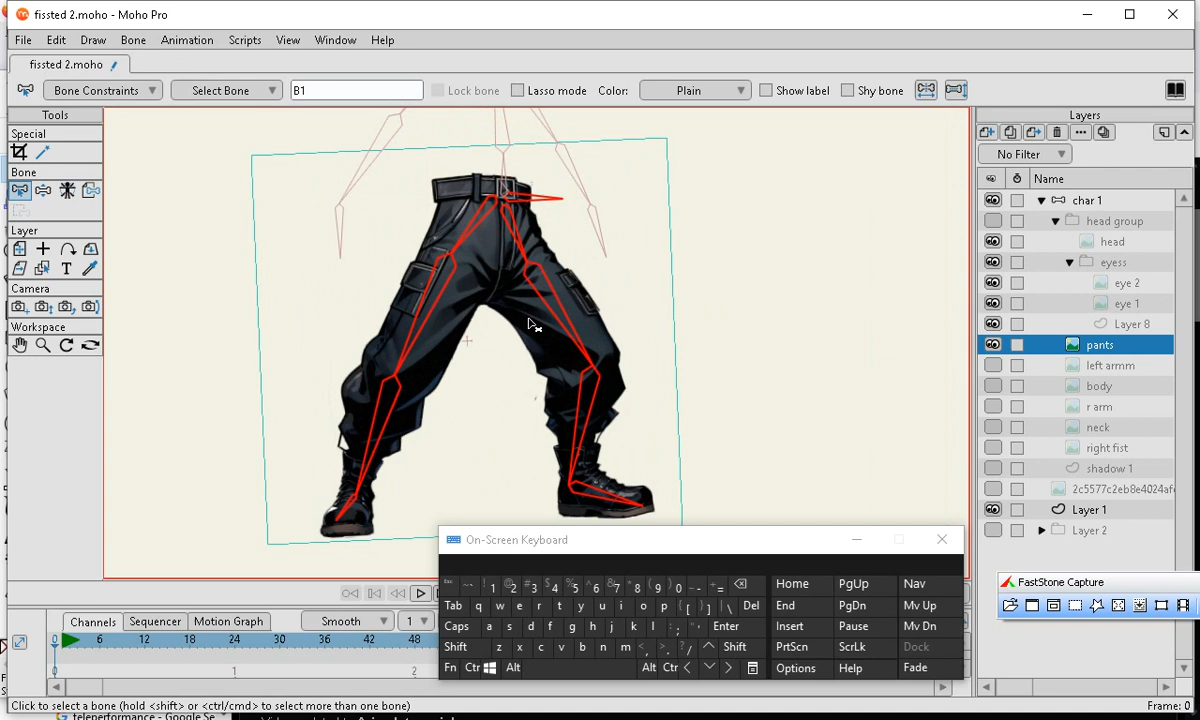 fissted 2.moho - Moho Pro
File Edit Draw Bone Animation Scripts View Window Help
fissted 2.moho
Bone Constraints Select Bone B1 Lock bone Lasso mode Color: Plain Show label Shy bone
Tools
Special
Bone
Layer
T
Camera
Workspace
Layers
No Filter
Name
char 1
head group
head
eyess
eye 2
eye 1
Layer 8
pants
left armm
body
r arm
neck
right fist
shadow 1
2c5577c2eb8e4024af
Layer 1
Layer 2
On-Screen Keyboard
Esc ~` !1 @2 #3 $4 %5 ^6 &7 *8 (9 )0 _- += Home PgUp Nav
Tab q w e r t y u i o p {[ }] |\ Del End PgDn Mv Up
Caps a s d f g h j k l :; "' Enter Insert Pause Mv Dn
Shift z x c v b n m <, >. ?/ ^ Shift PrtScn ScrLk Dock
Fn Ctr Alt Alt Ctr < > Options Help Fade
FastStone Capture
Channels Sequencer Motion Graph Smooth 1
0 6 12 18 24 30 36 42 48
0 1 2
Click to select a bone (hold <shift> or <ctrl/cmd> to select more than one bone)
Frame: 0
teleperformance - Google Se